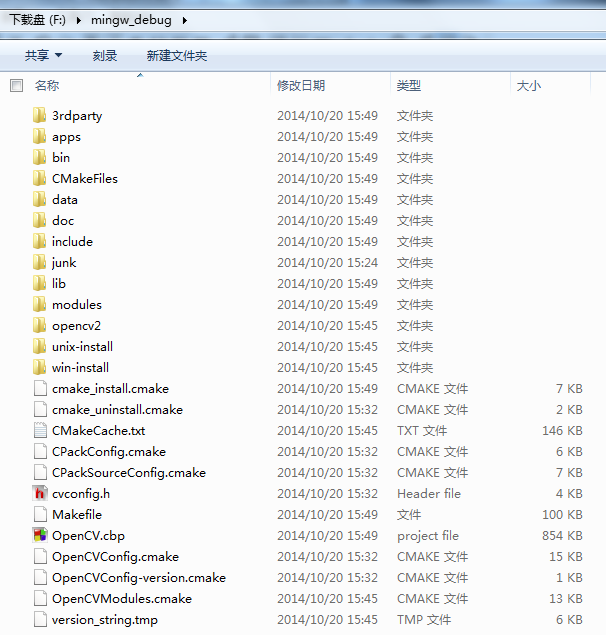 下载盘 (F:) mingw_debug
共享 刻录 新建文件夹
名称 修改日期 类型 大小
3rdparty 2014/10/20 15:49 文件夹
apps 2014/10/20 15:49 文件夹
bin 2014/10/20 15:49 文件夹
CMakeFiles 2014/10/20 15:49 文件夹
data 2014/10/20 15:49 文件夹
doc 2014/10/20 15:49 文件夹
include 2014/10/20 15:49 文件夹
junk 2014/10/20 15:24 文件夹
lib 2014/10/20 15:49 文件夹
modules 2014/10/20 15:49 文件夹
opencv2 2014/10/20 15:45 文件夹
unix-install 2014/10/20 15:45 文件夹
win-install 2014/10/20 15:45 文件夹
cmake_install.cmake 2014/10/20 15:49 CMAKE 文件 7 KB
cmake_uninstall.cmake 2014/10/20 15:32 CMAKE 文件 2 KB
CMakeCache.txt 2014/10/20 15:45 TXT 文件 146 KB
CPackConfig.cmake 2014/10/20 15:32 CMAKE 文件 6 KB
CPackSourceConfig.cmake 2014/10/20 15:32 CMAKE 文件 7 KB
cvconfig.h 2014/10/20 15:32 Header file 4 KB
Makefile 2014/10/20 15:49 文件 100 KB
OpenCV.cbp 2014/10/20 15:49 project file 854 KB
OpenCVConfig.cmake 2014/10/20 15:32 CMAKE 文件 15 KB
OpenCVConfig-version.cmake 2014/10/20 15:32 CMAKE 文件 1 KB
OpenCVModules.cmake 2014/10/20 15:45 CMAKE 文件 13 KB
version_string.tmp 2014/10/20 15:45 TMP 文件 6 KB